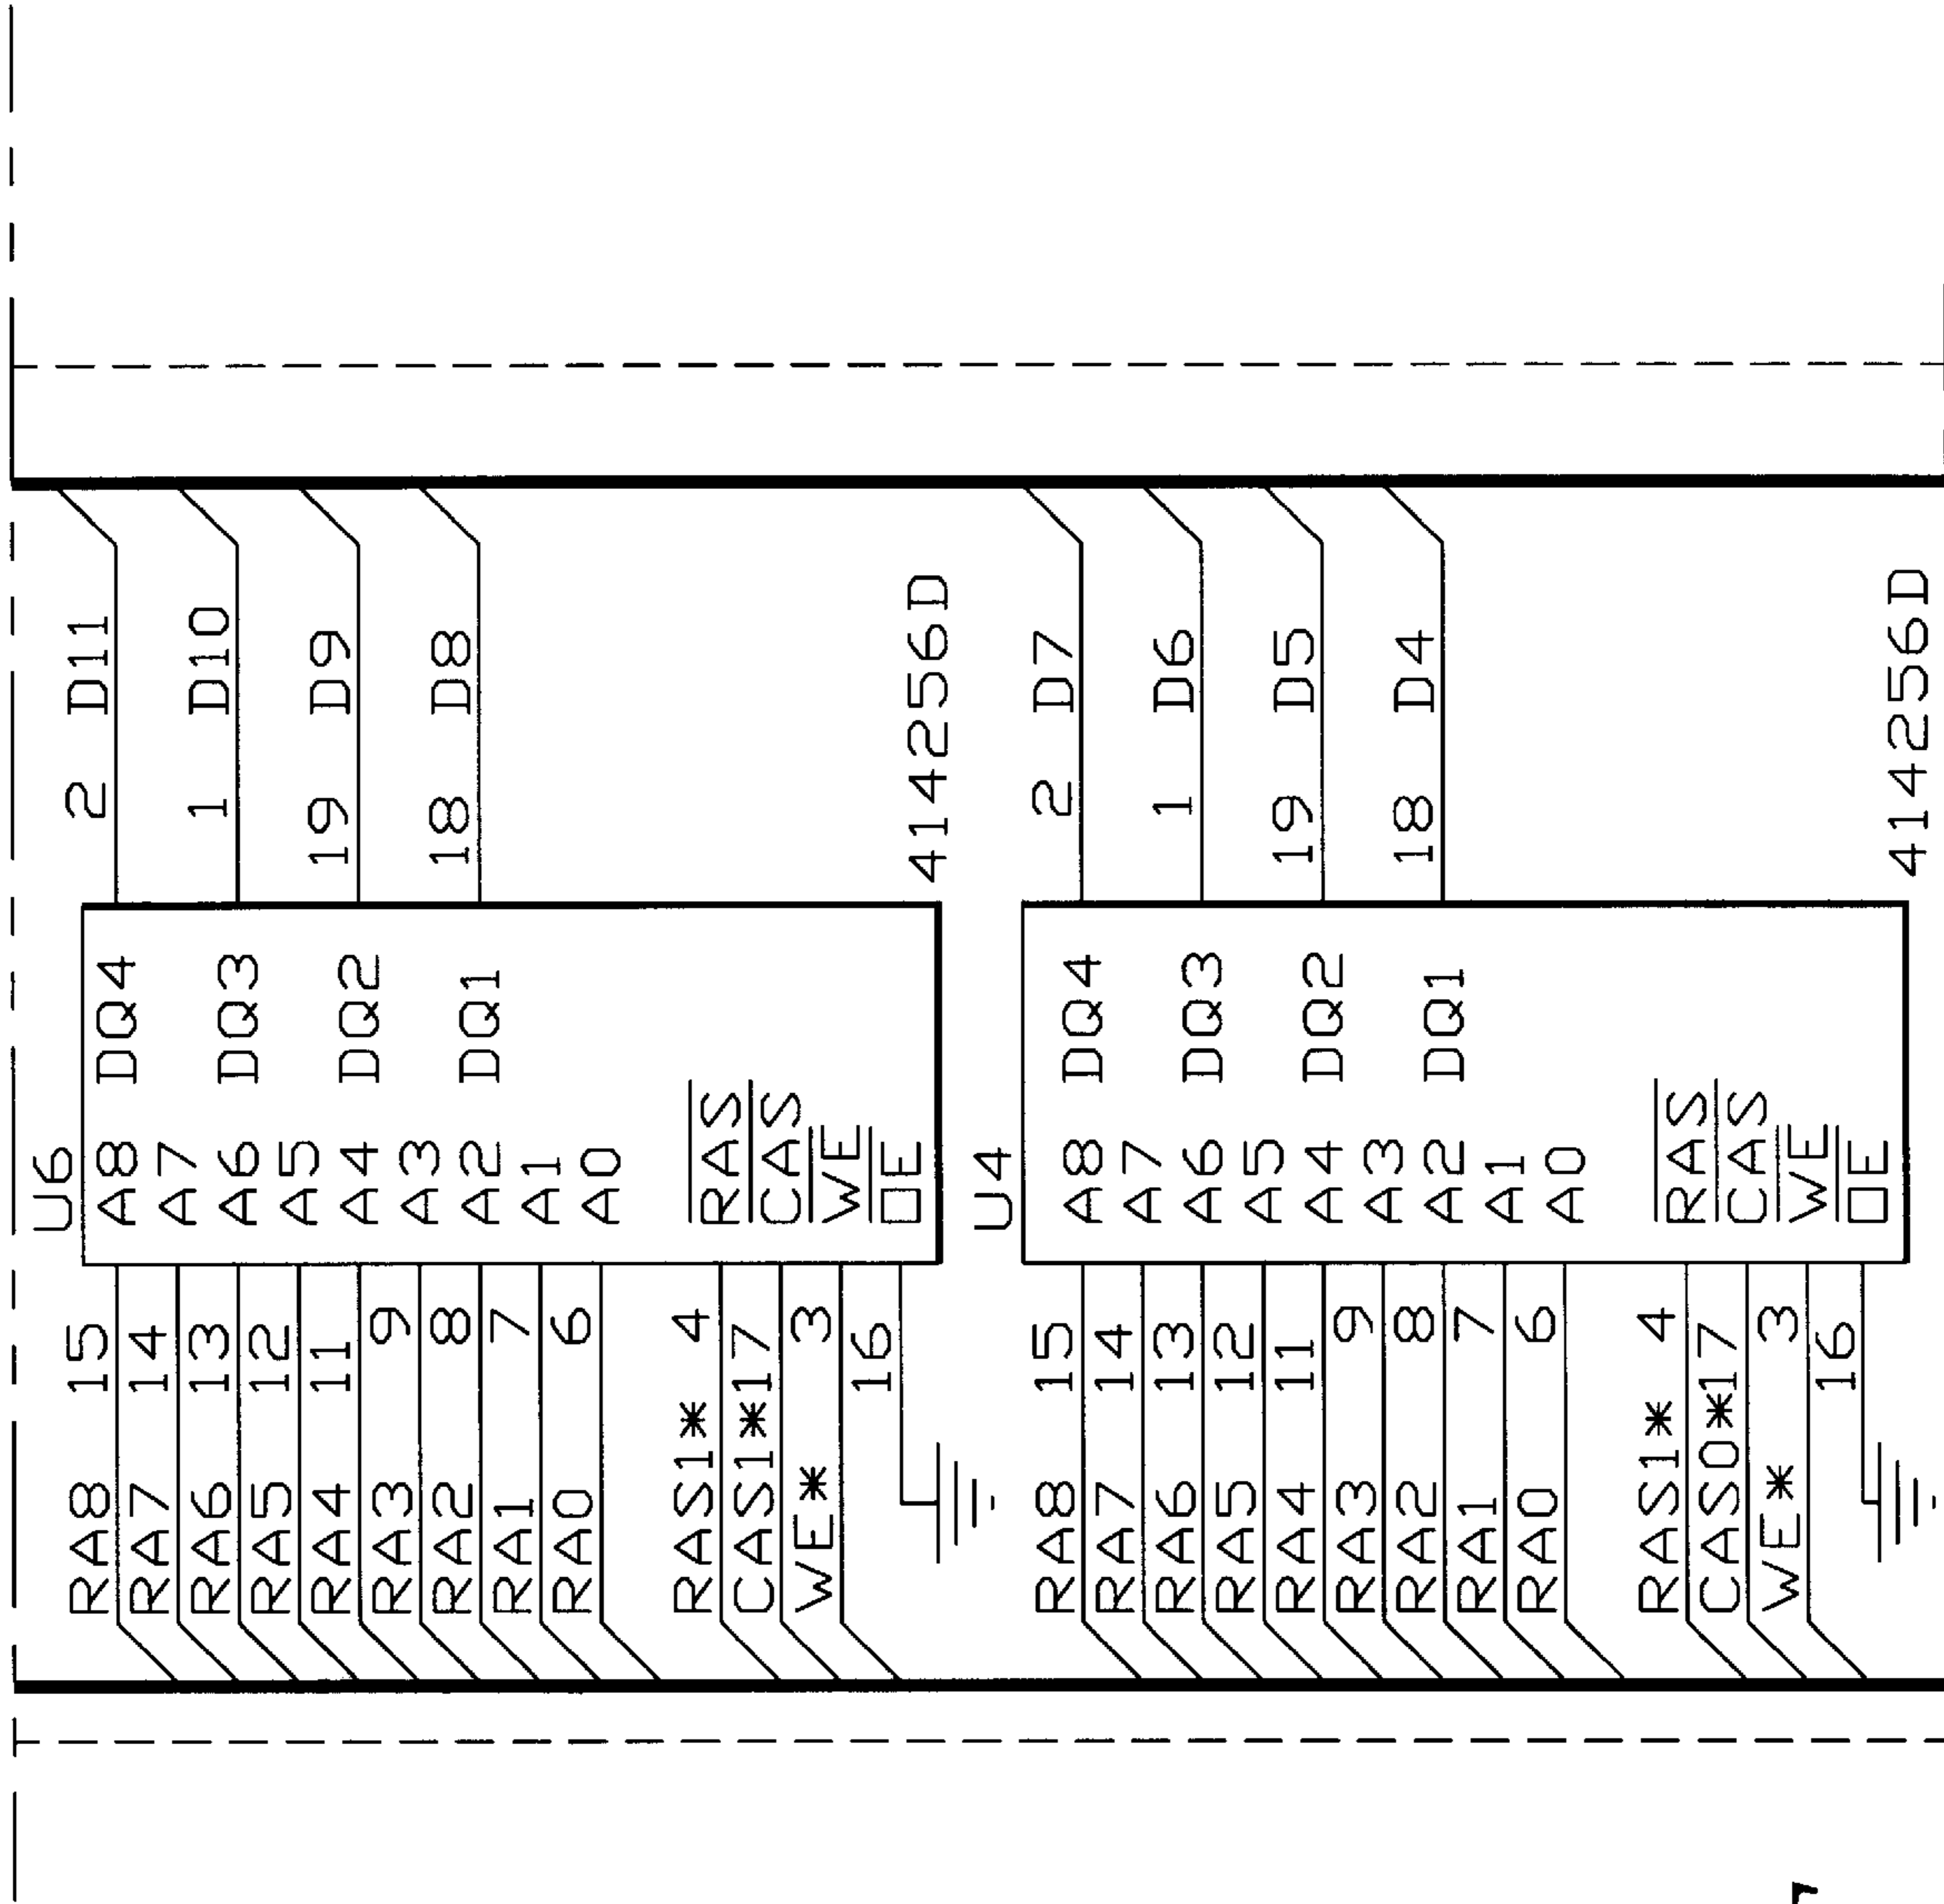 U6
RA8 15 A8 DQ4 2 D11
RA7 14 A7
RA6 13 A6 DQ3 1 D10
RA5 12 A5
RA4 11 A4 DQ2 19 D9
RA3 9 A3
RA2 8 A2 DQ1 18 D8
RA1 7 A1
RA0 6 A0
RAS1* 4 RAS
CAS1*17 CAS
WE* 3 WE
16 OE
414256D
U4
RA8 15 A8 DQ4 2 D7
RA7 14 A7
RA6 13 A6 DQ3 1 D6
RA5 12 A5
RA4 11 A4 DQ2 19 D5
RA3 9 A3
RA2 8 A2 DQ1 18 D4
RA1 7 A1
RA0 6 A0
RAS1* 4 RAS
CAS0*17 CAS
WE* 3 WE
16 OE
414256D